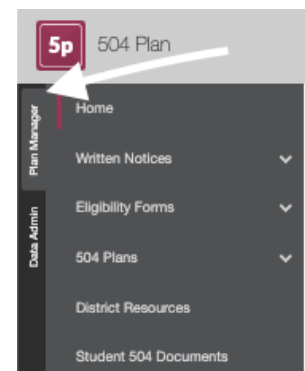 5p 504 Plan
Plan Manager
Data Admin
Home
Written Notices
Eligibility Forms
504 Plans
District Resources
Student 504 Documents